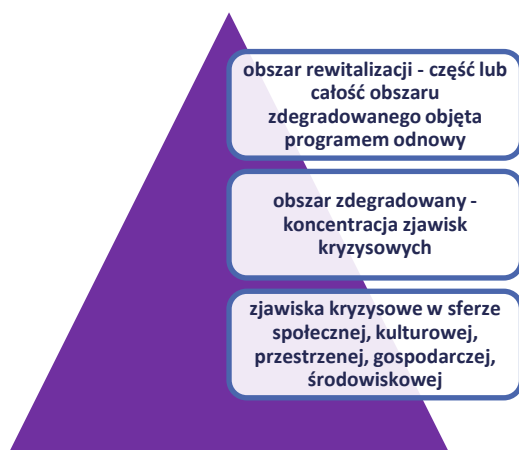 obszar rewitalizacji - część lub
całość obszaru
zdegradowanego objęta
programem odnowy
obszar zdegradowany -
koncentracja zjawisk
kryzysowych
zjawiska kryzysowe w sferze
społecznej, kulturowej,
przestrzenej, gospodarczej,
środowiskowej